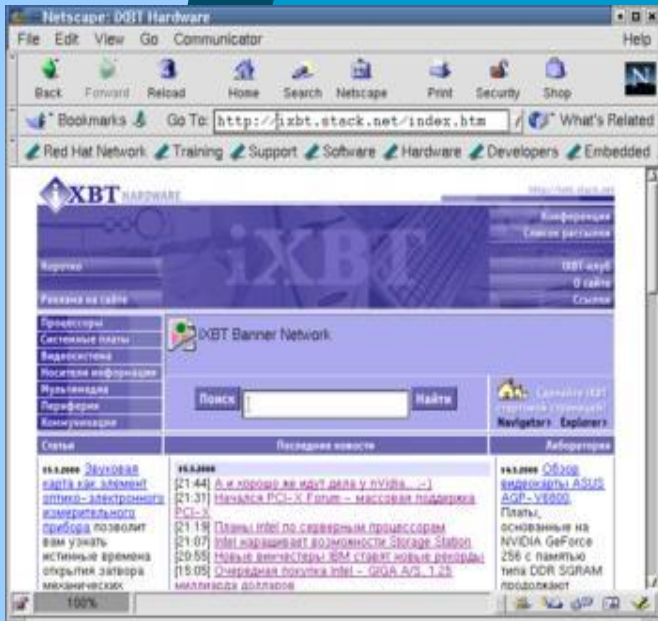 Netscape: iXBT Hardware
File Edit View Go Communicator Help
Back Forward Reload Home Search Netscape Print Security Shop
N
Bookmarks Go To: http://ixbt.stack.net/index.htm What's Related
Red Hat Network Training Support Software Hardware Developers Embedded
iXBT HARDWARE
Конференция
Список рассылки
iXBT
Коротко iXBT-клуб
О сайте
Реклама на сайте Ссылки
Процессоры
Системные платы
Видеосистема
Носители информации
Мультимедиа
Периферия
Коммуникации
iXBT Banner Network
Поиск Найти
Сделайте iXBT
стартовой страницей!
Navigator> Explorer>
Статьи Последние новости Лаборатория
15.3.2000 Звуковая
карта как элемент
оптико-электронного
измерительного
прибора позволит
вам узнать
истинные времена
открытия затвора
механических
15.3.2000
[21:44] А и хорошо же идут дела у nVidia... ;-)
[21:31] Начался PCI-X Forum - массовая поддержка
PCI-X
[21:19] Планы Intel по серверным процессорам
[21:07] Intel наращивает возможности Storage Station
[20:55] Новые винчестеры IBM ставят новые рекорды
[15:05] Очередная покупка Intel - GIGA A/S, 1.25
миллиарда долларов
Обзор
видеокарты ASUS
AGP-V6800.
Платы,
основанные на
NVIDIA GeForce
256 с памятью
типа DDR SGRAM
продолжают
100%